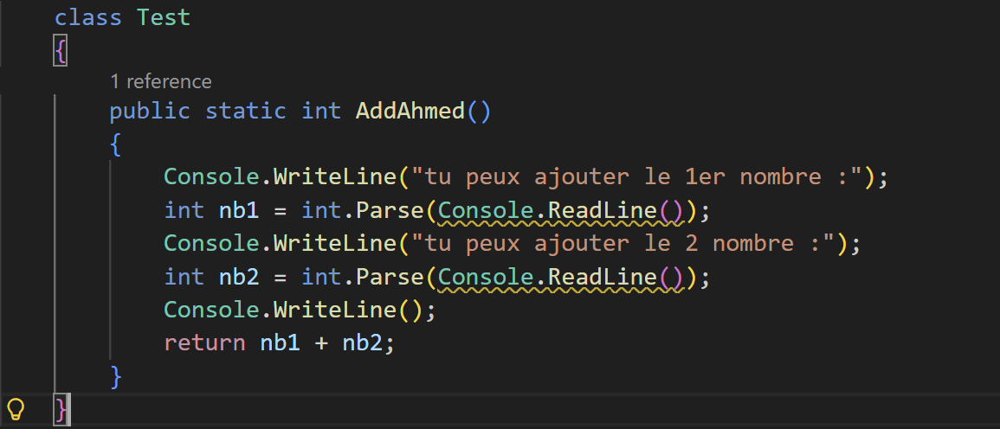 class Test
{
1 reference
public static int AddAhmed()
{
Console.WriteLine("tu peux ajouter le 1er nombre :");
int nb1 = int.Parse(Console.ReadLine());
Console.WriteLine("tu peux ajouter le 2 nombre :");
int nb2 = int.Parse(Console.ReadLine());
Console.WriteLine();
return nb1 + nb2;
}
}